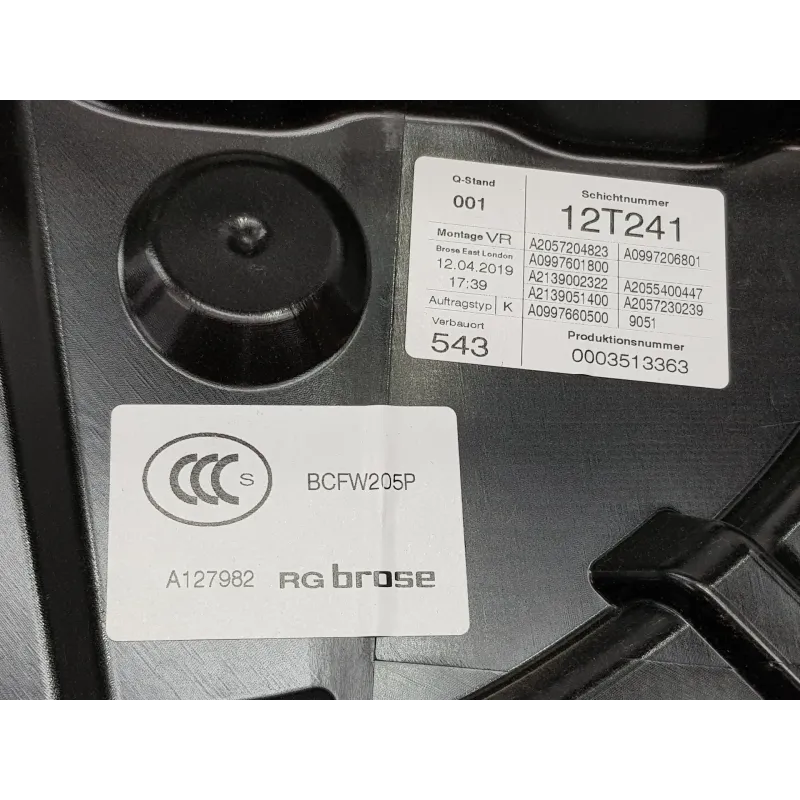 Q-Stand
001
Schichtnummer
12T241
Montage VR
Brose East London
12.04.2019
17:39
Auftragstyp K
Verbauort
543
A2057204823 A0997206801
A0997601800
A2139002322 A2055400447
A2139051400 A2057230239
A0997660500 9051
Produktionsnummer
0003513363
CCC S
BCFW205P
A127982 RG brose